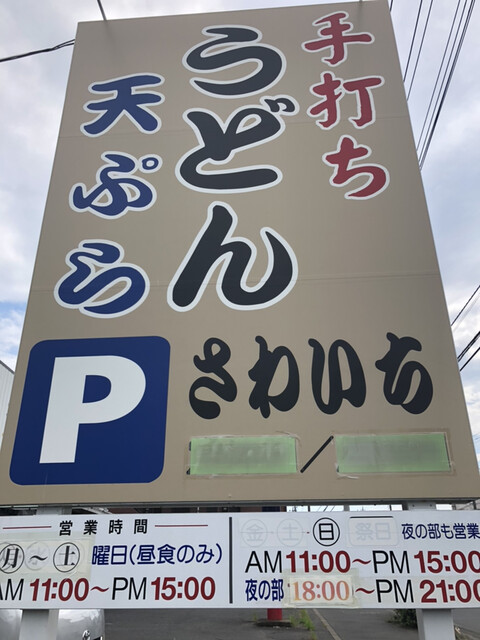 手打ち
うどん
天ぷら
P
さわいち
/
営業時間
月〜土 曜日(昼食のみ)
AM 11:00〜PM 15:00
金〜土・日 祭日 夜の部も営業
AM 11:00〜PM 15:00
夜の部 18:00〜PM 21:00